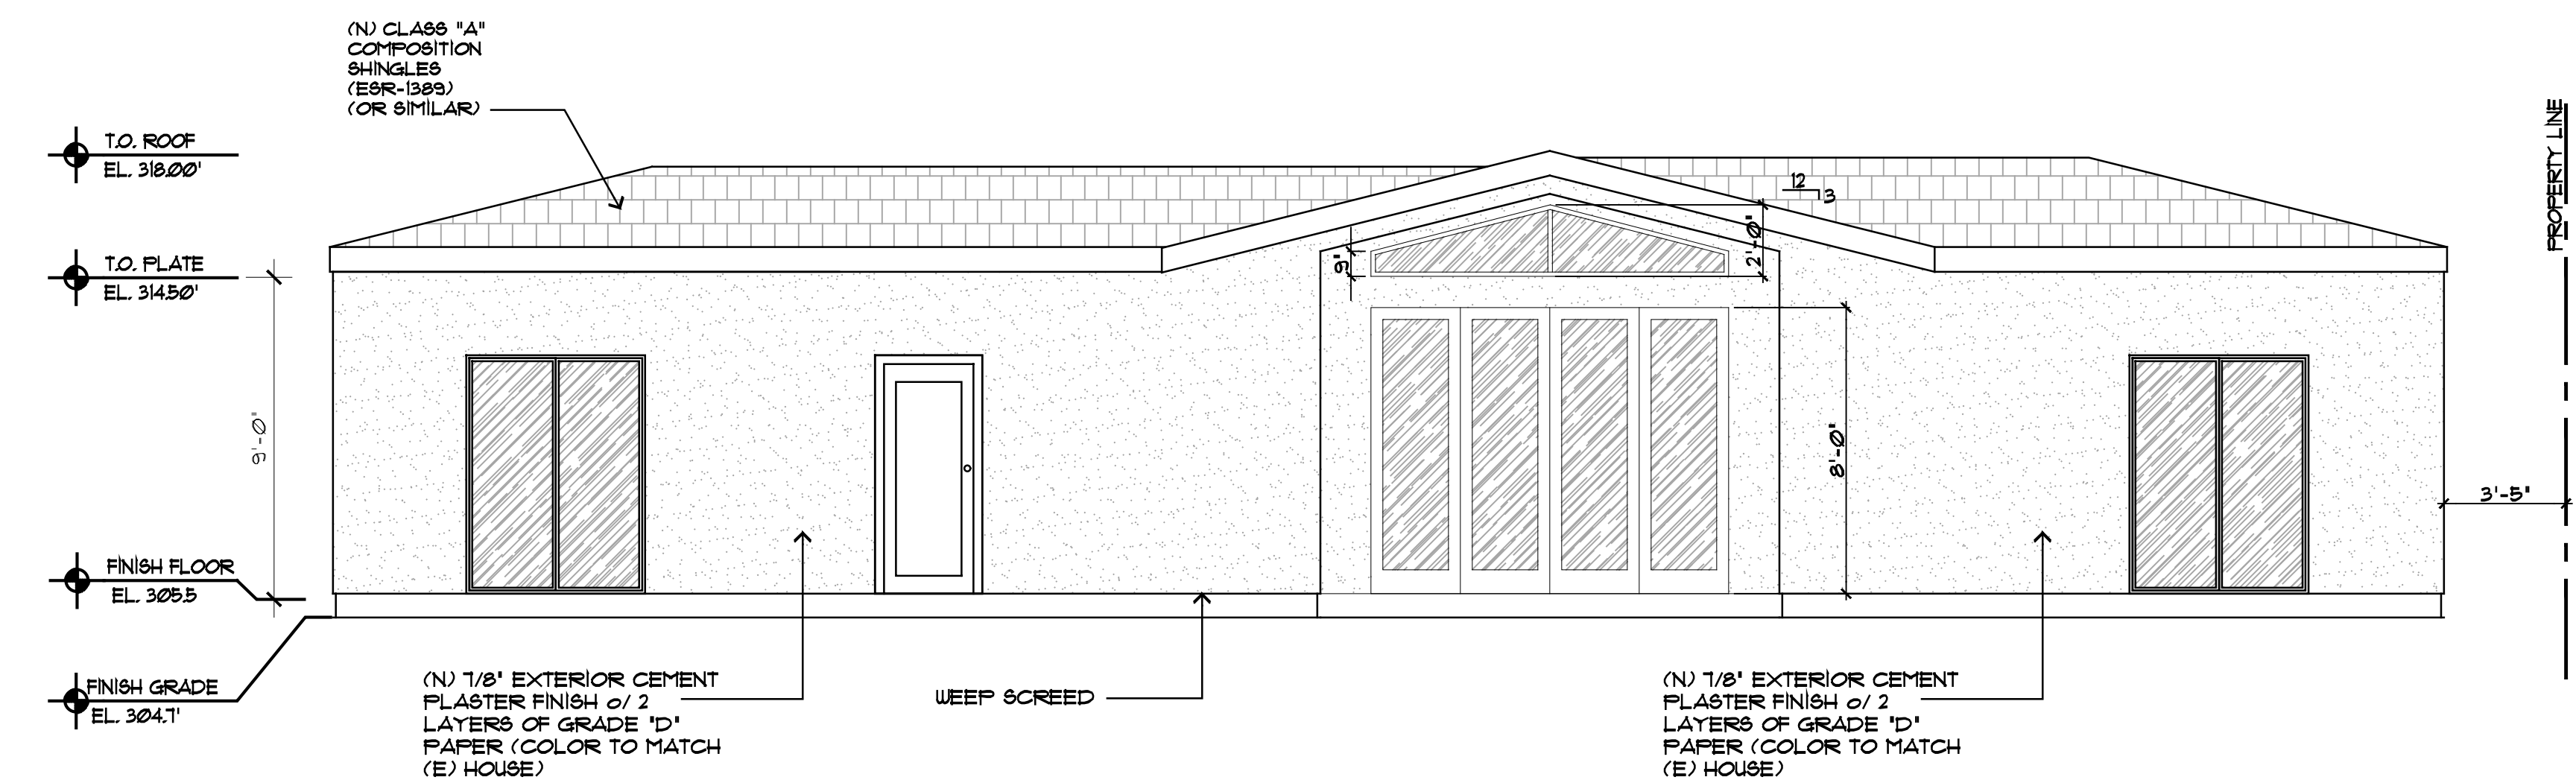 (N) CLASS "A"
COMPOSITION
SHINGLES
(ESR-1389)
(OR SIMILAR)
T.O. ROOF
EL. 318.00'
T.O. PLATE
EL. 314.50'
9'-0"
FINISH FLOOR
EL. 305.5
FINISH GRADE
EL. 304.7'
12
3
9"
2'-0"
8'-0"
PROPERTY LINE
3'-5"
(N) 7/8" EXTERIOR CEMENT
PLASTER FINISH o/ 2
LAYERS OF GRADE "D"
PAPER (COLOR TO MATCH
(E) HOUSE)
WEEP SCREED
(N) 7/8" EXTERIOR CEMENT
PLASTER FINISH o/ 2
LAYERS OF GRADE "D"
PAPER (COLOR TO MATCH
(E) HOUSE)